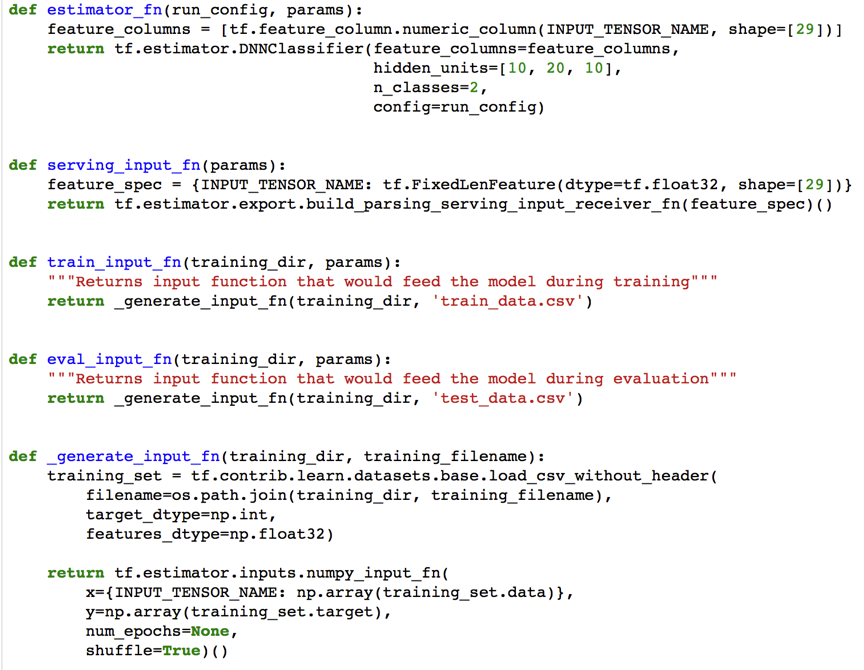 def estimator_fn(run_config, params):
    feature_columns = [tf.feature_column.numeric_column(INPUT_TENSOR_NAME, shape=[29])]
    return tf.estimator.DNNClassifier(feature_columns=feature_columns,
                                      hidden_units=[10, 20, 10],
                                      n_classes=2,
                                      config=run_config)
def serving_input_fn(params):
    feature_spec = {INPUT_TENSOR_NAME: tf.FixedLenFeature(dtype=tf.float32, shape=[29])}
    return tf.estimator.export.build_parsing_serving_input_receiver_fn(feature_spec)()
def train_input_fn(training_dir, params):
    """Returns input function that would feed the model during training"""
    return _generate_input_fn(training_dir, 'train_data.csv')
def eval_input_fn(training_dir, params):
    """Returns input function that would feed the model during evaluation"""
    return _generate_input_fn(training_dir, 'test_data.csv')
def _generate_input_fn(training_dir, training_filename):
    training_set = tf.contrib.learn.datasets.base.load_csv_without_header(
        filename=os.path.join(training_dir, training_filename),
        target_dtype=np.int,
        features_dtype=np.float32)
    return tf.estimator.inputs.numpy_input_fn(
        x={INPUT_TENSOR_NAME: np.array(training_set.data)},
        y=np.array(training_set.target),
        num_epochs=None,
        shuffle=True)()